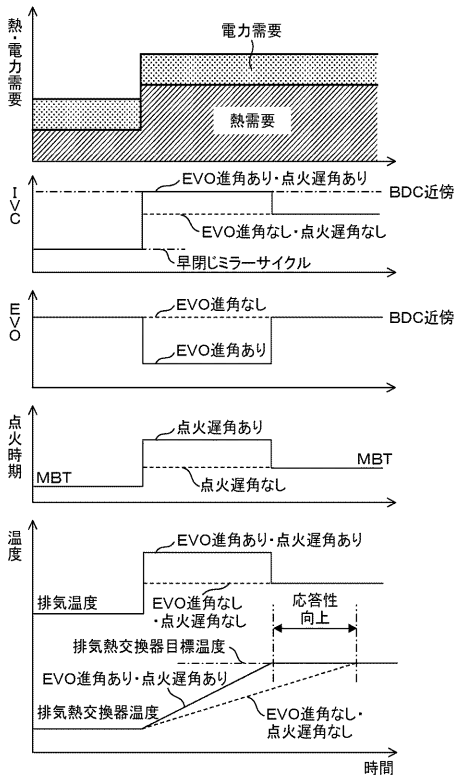 熱・電力需要
電力需要
熱需要
IVC
EVO進角あり・点火遅角あり
BDC近傍
EVO進角なし・点火遅角なし
早閉じミラーサイクル
EVO
EVO進角なし
BDC近傍
EVO進角あり
点火時期
点火遅角あり
MBT
MBT
点火遅角なし
温度
EVO進角あり・点火遅角あり
排気温度
EVO進角なし
・点火遅角なし
応答性
向上
排気熱交換器目標温度
EVO進角あり・点火遅角あり
排気熱交換器温度
EVO進角なし・
点火遅角なし
時間